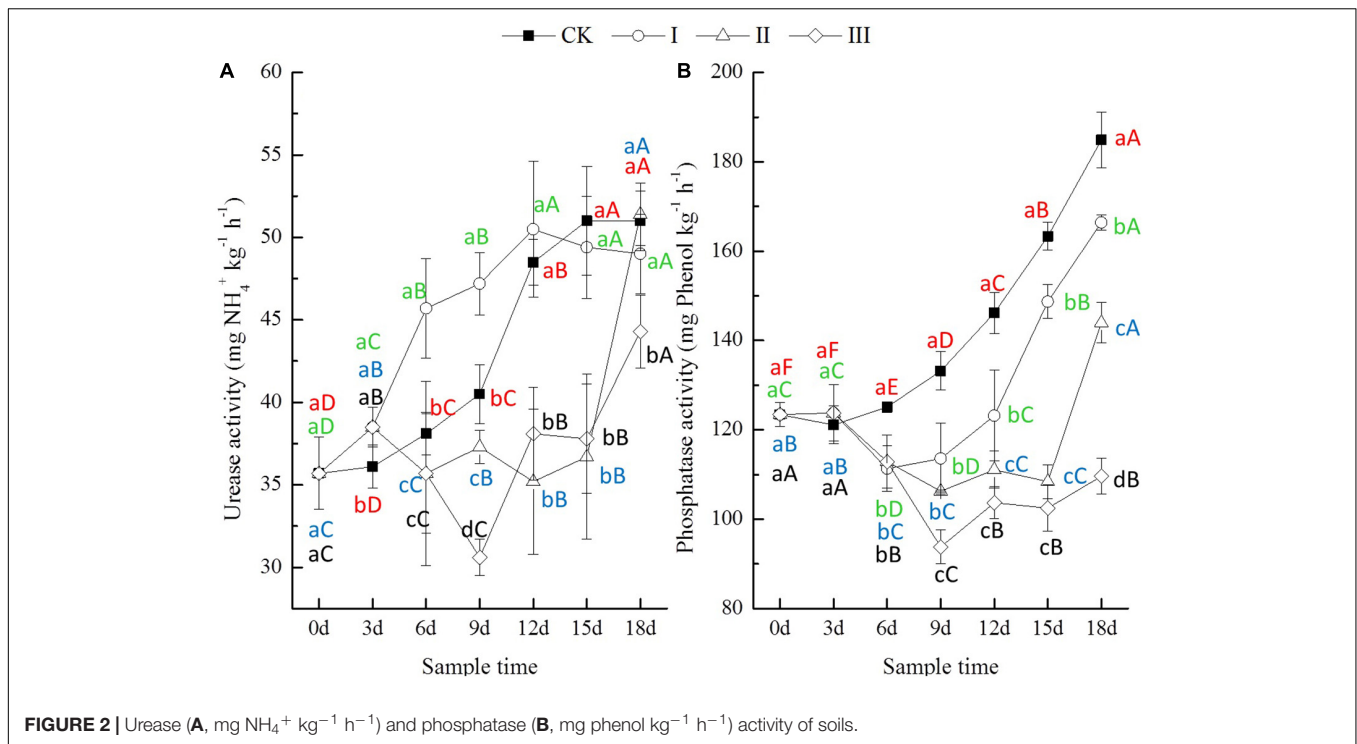 CK I II III
A
B
Urease activity (mg NH₄⁺ kg⁻¹ h⁻¹)
60
55
50
45
40
35
30
aD
aD
aC
aC
aC
aB
aB
bD
aB
bC
cC
cC
aB
bC
cB
dC
aA
aB
bB
bB
aA
aA
bB
bB
aA
aA
aA
bA
0d 3d 6d 9d 12d 15d 18d
Sample time
Phosphatase activity (mg Phenol kg⁻¹ h⁻¹)
200
180
160
140
120
100
80
aF
aC
aB
aA
aF
aC
aB
aA
aE
bD
bC
bB
aD
bD
bC
cC
aC
bC
cC
cB
aB
bB
cC
cB
aA
bA
cA
dB
0d 3d 6d 9d 12d 15d 18d
Sample time
FIGURE 2 | Urease (A, mg NH₄⁺ kg⁻¹ h⁻¹) and phosphatase (B, mg phenol kg⁻¹ h⁻¹) activity of soils.